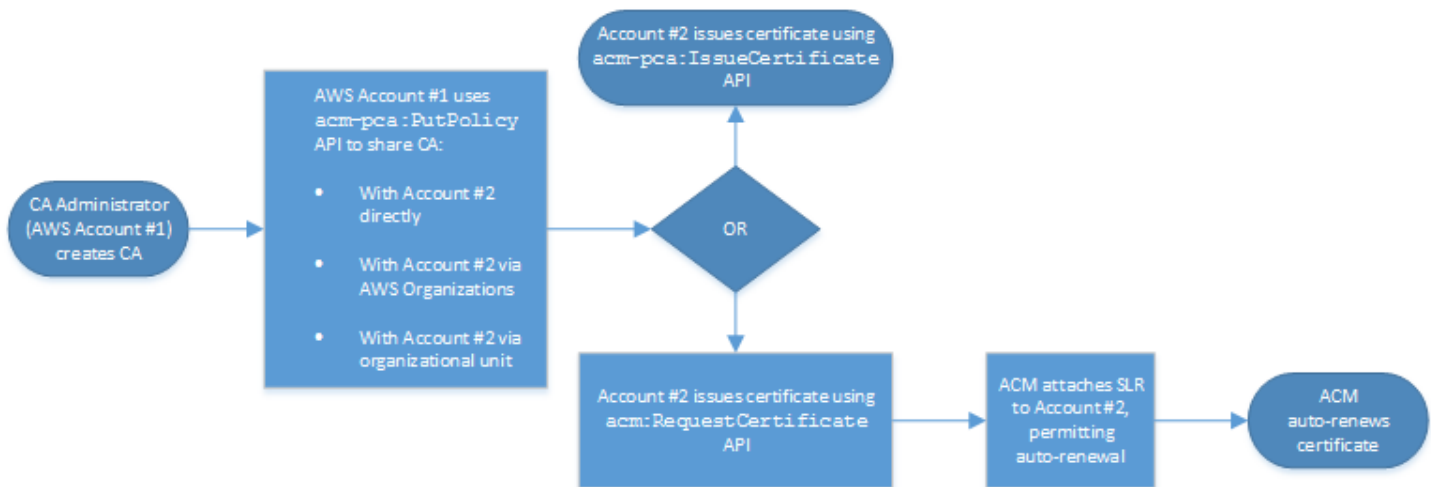 CA Administrator
(AWS Account #1)
creates CA
AWS Account #1 uses
acm-pca:PutPolicy
API to share CA:
• With Account #2
directly
• With Account #2 via
AWS Organizations
• With Account #2 via
organizational unit
OR
Account #2 issues certificate using
acm-pca:IssueCertificate
API
Account #2 issues certificate using
acm:RequestCertificate
API
ACM attaches SLR
to Account #2,
permitting
auto-renewal
ACM
auto-renews
certificate